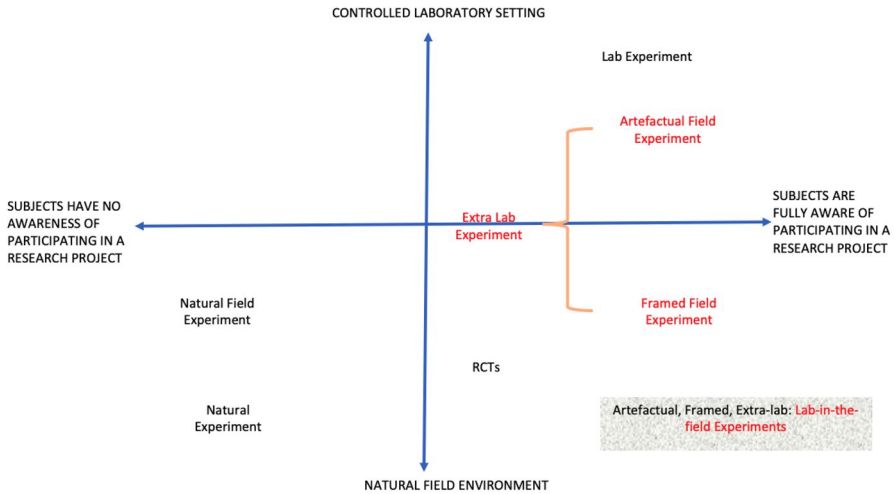 CONTROLLED LABORATORY SETTING
Lab Experiment
Artefactual Field
Experiment
SUBJECTS HAVE NO
AWARENESS OF
PARTICIPATING IN A
RESEARCH PROJECT
Extra Lab
Experiment
SUBJECTS ARE
FULLY AWARE OF
PARTICIPATING IN A
RESEARCH PROJECT
Natural Field
Experiment
Framed Field
Experiment
RCTs
Natural
Experiment
Artefactual, Framed, Extra-lab: Lab-in-the-
field Experiments
NATURAL FIELD ENVIRONMENT